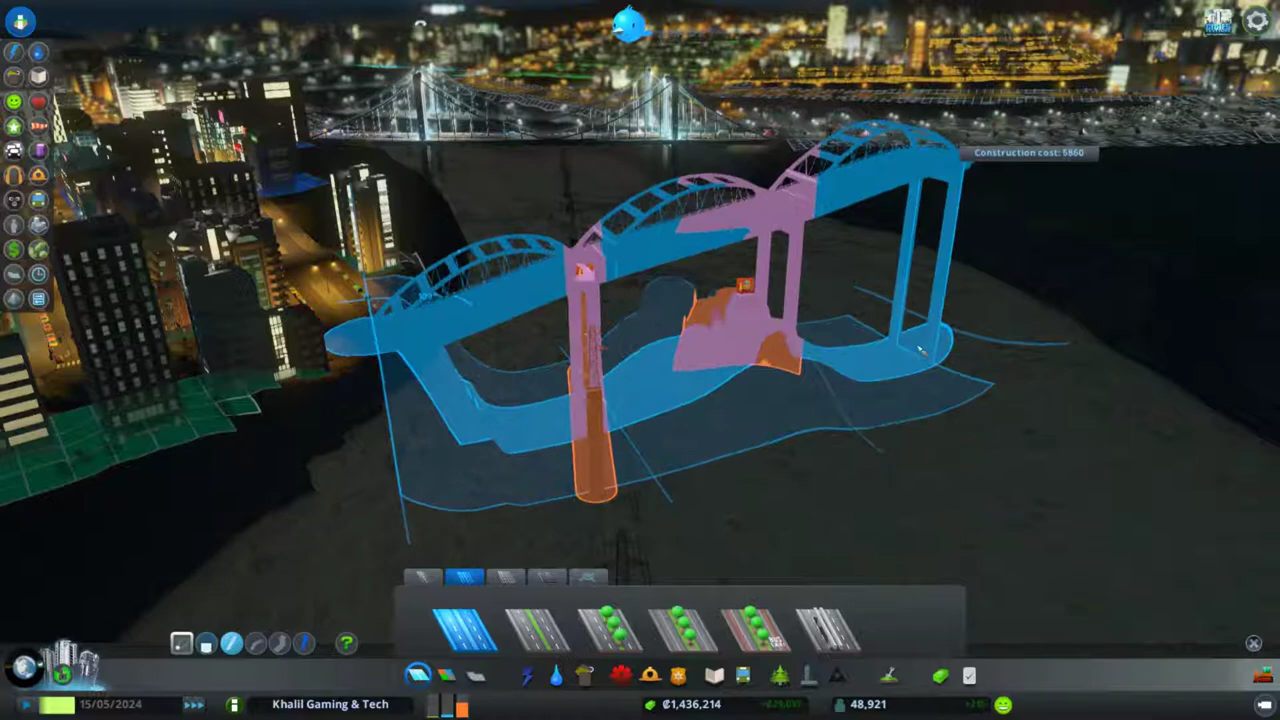 Construction cost: 5860
?
15/05/2024
Khalil Gaming & Tech
₡1,436,214
48,921